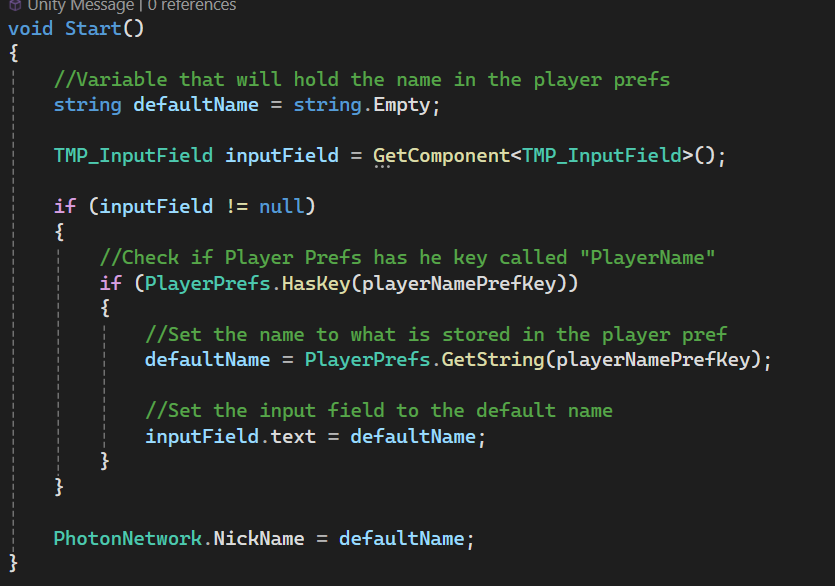 Unity Message | 0 references
void Start()
{
//Variable that will hold the name in the player prefs
string defaultName = string.Empty;
TMP_InputField inputField = GetComponent<TMP_InputField>();
if (inputField != null)
{
//Check if Player Prefs has he key called "PlayerName"
if (PlayerPrefs.HasKey(playerNamePrefKey))
{
//Set the name to what is stored in the player pref
defaultName = PlayerPrefs.GetString(playerNamePrefKey);
//Set the input field to the default name
inputField.text = defaultName;
}
}
PhotonNetwork.NickName = defaultName;
}